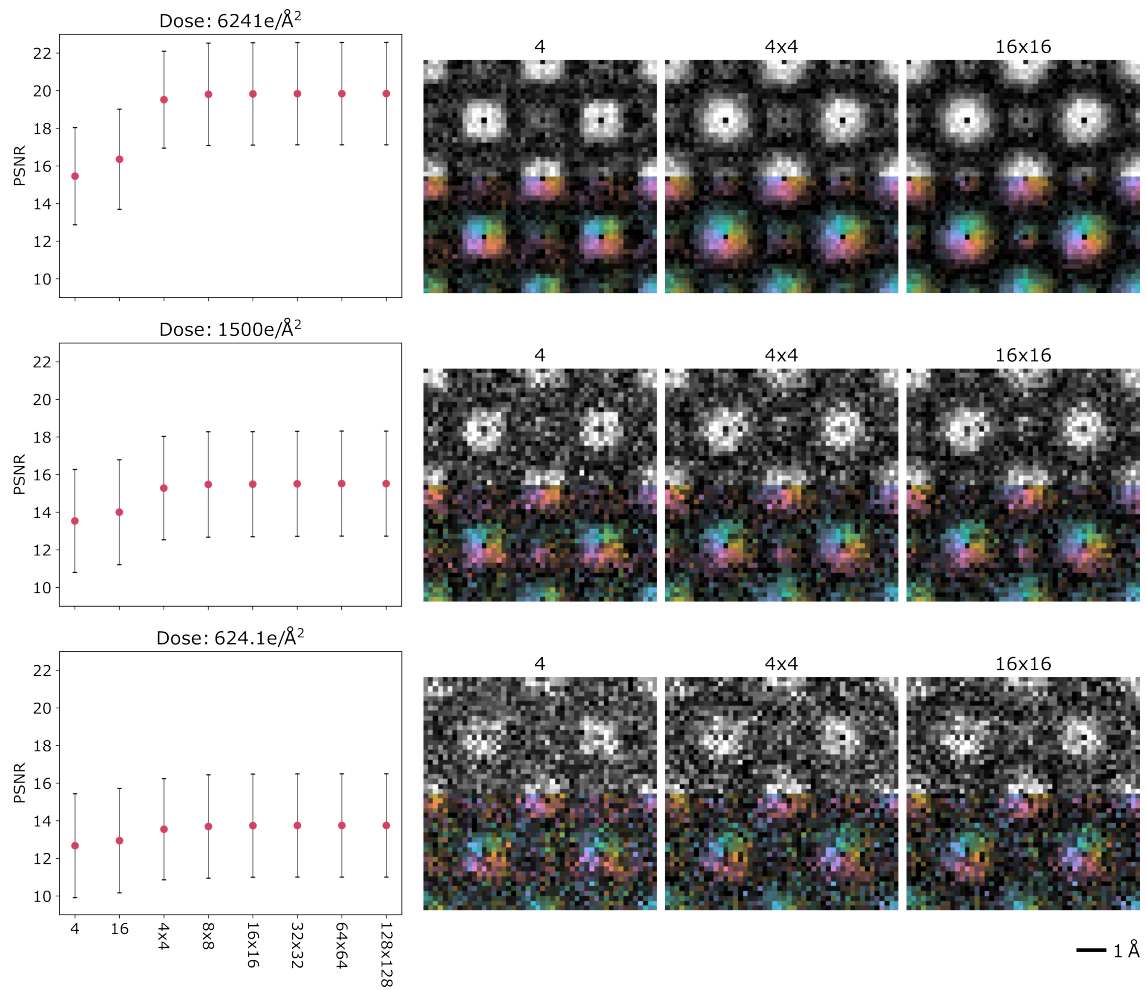 Dose: 6241e/Å²
PSNR
22
20
18
16
14
12
10
4
4x4
16x16
Dose: 1500e/Å²
PSNR
22
20
18
16
14
12
10
4
4x4
16x16
Dose: 624.1e/Å²
PSNR
22
20
18
16
14
12
10
4
16
4x4
8x8
16x16
32x32
64x64
128x128
4
4x4
16x16
1 Å